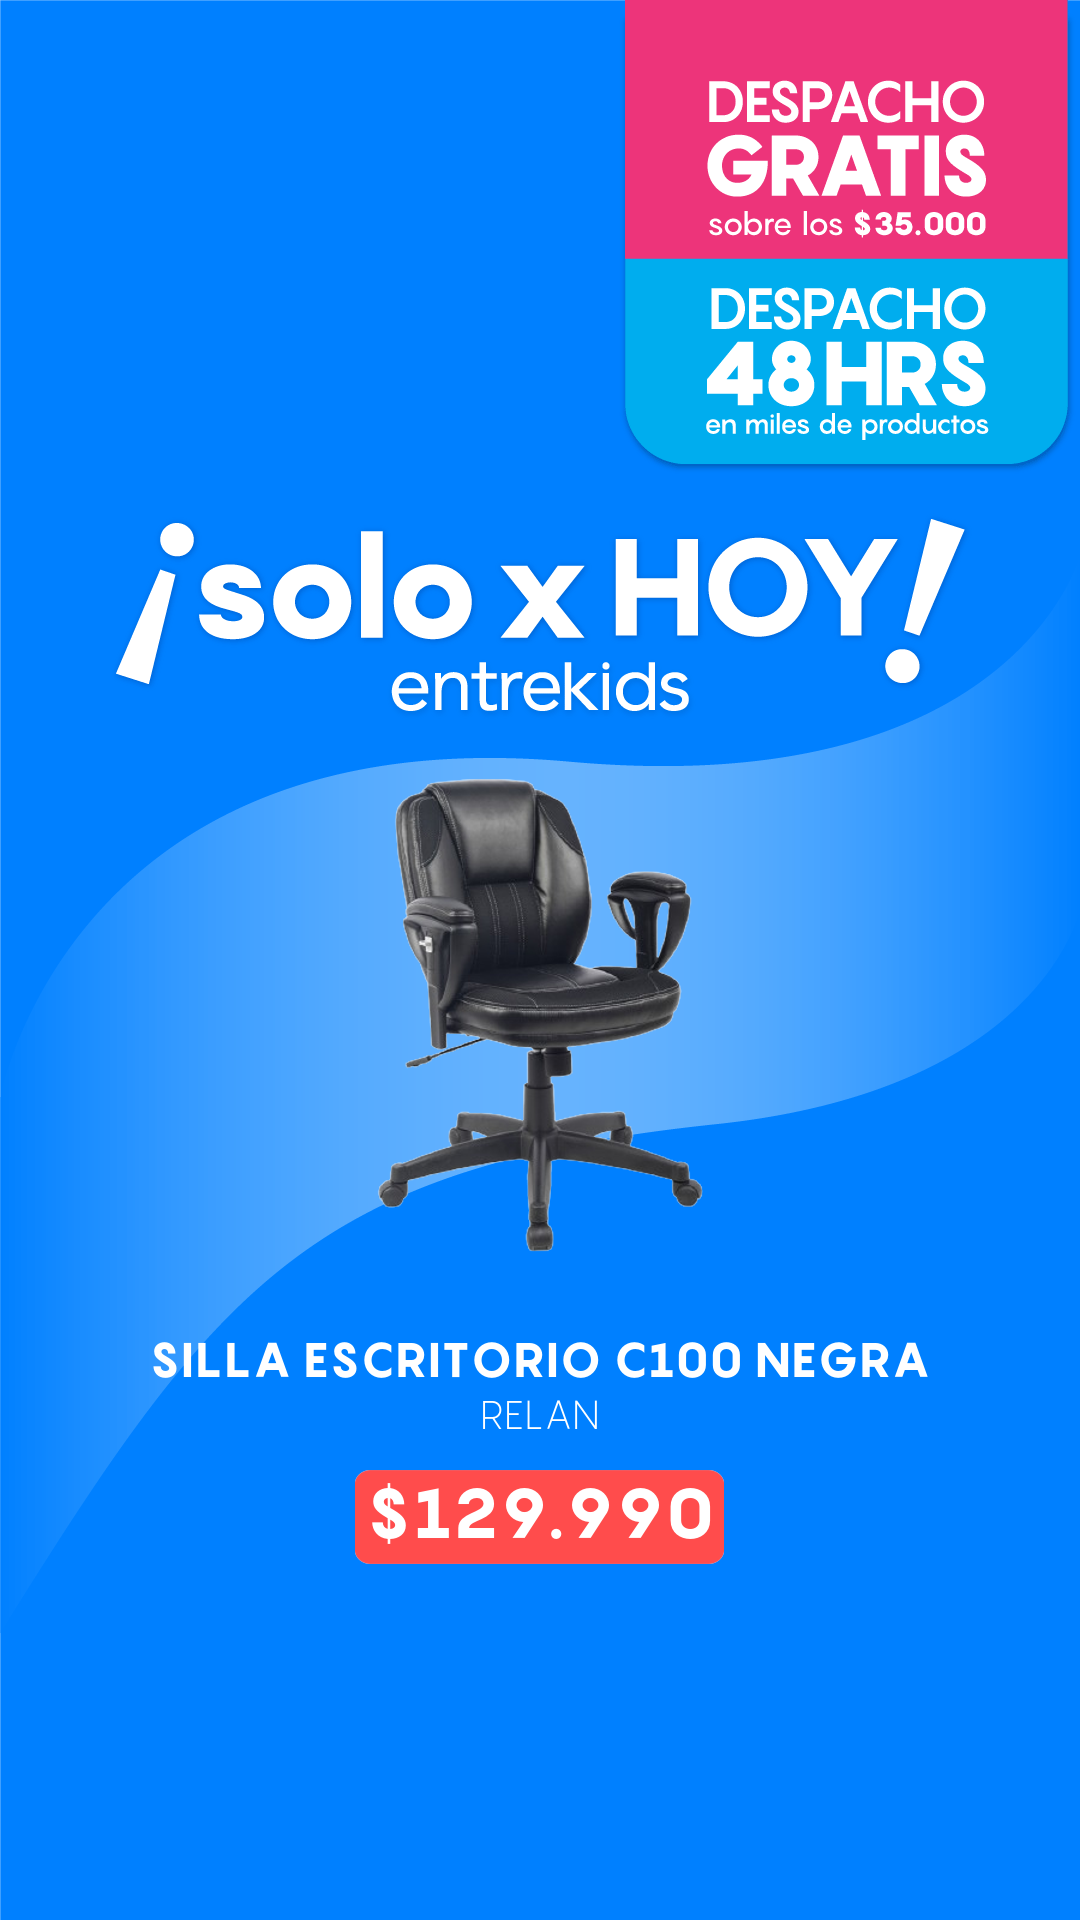 DESPACHO
GRATIS
sobre los $35.000
DESPACHO
48HRS
en miles de productos
¡solo x HOY!
entrekids
SILLA ESCRITORIO C100 NEGRA
RELAN
$129.990